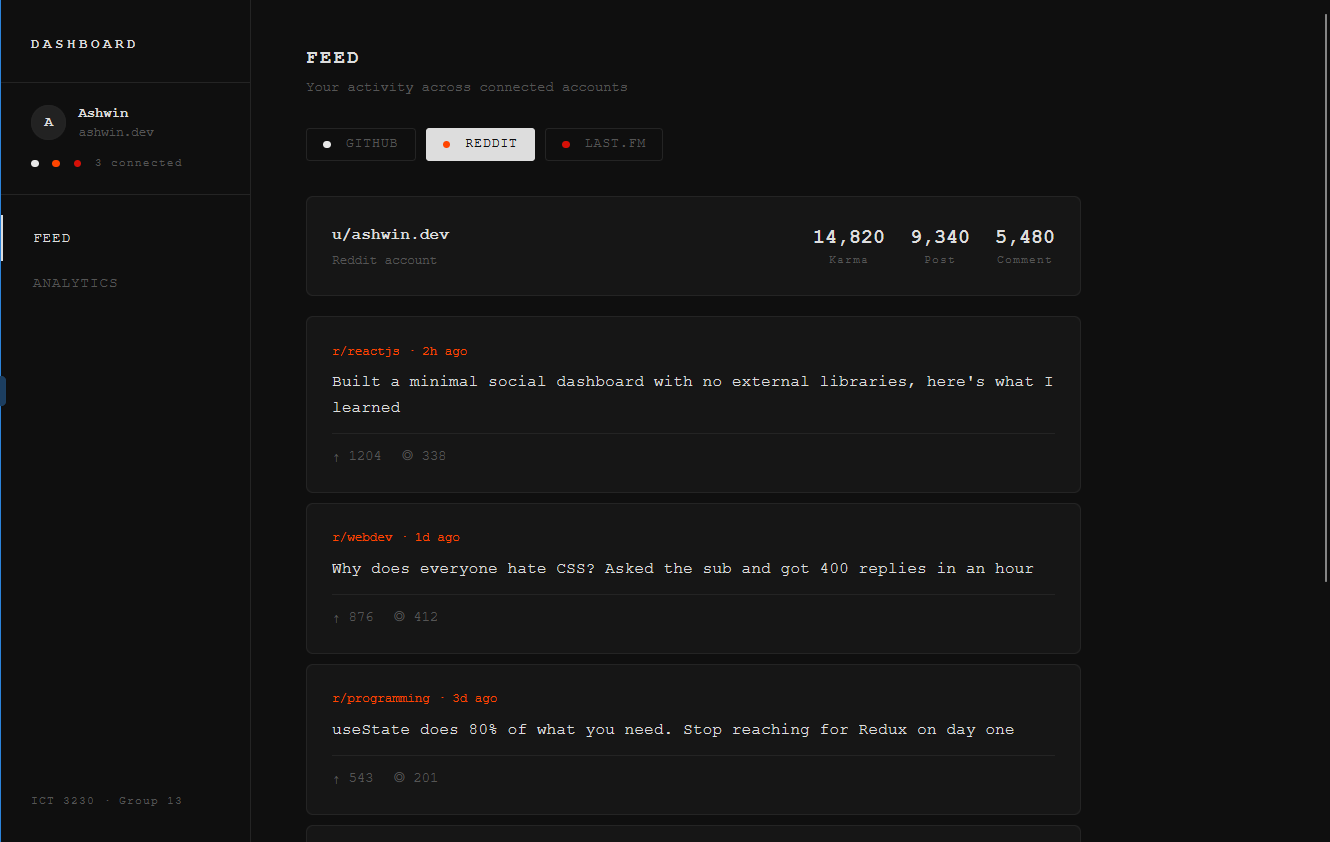 DASHBOARD
A
Ashwin
ashwin.dev
3 connected
FEED
ANALYTICS
ICT 3230 · Group 13
FEED
Your activity across connected accounts
GITHUB
REDDIT
LAST.FM
u/ashwin.dev
Reddit account
14,820 9,340 5,480
Karma Post Comment
r/reactjs · 2h ago
Built a minimal social dashboard with no external libraries, here's what I
learned
↑ 1204 ◎ 338
r/webdev · 1d ago
Why does everyone hate CSS? Asked the sub and got 400 replies in an hour
↑ 876 ◎ 412
r/programming · 3d ago
useState does 80% of what you need. Stop reaching for Redux on day one
↑ 543 ◎ 201